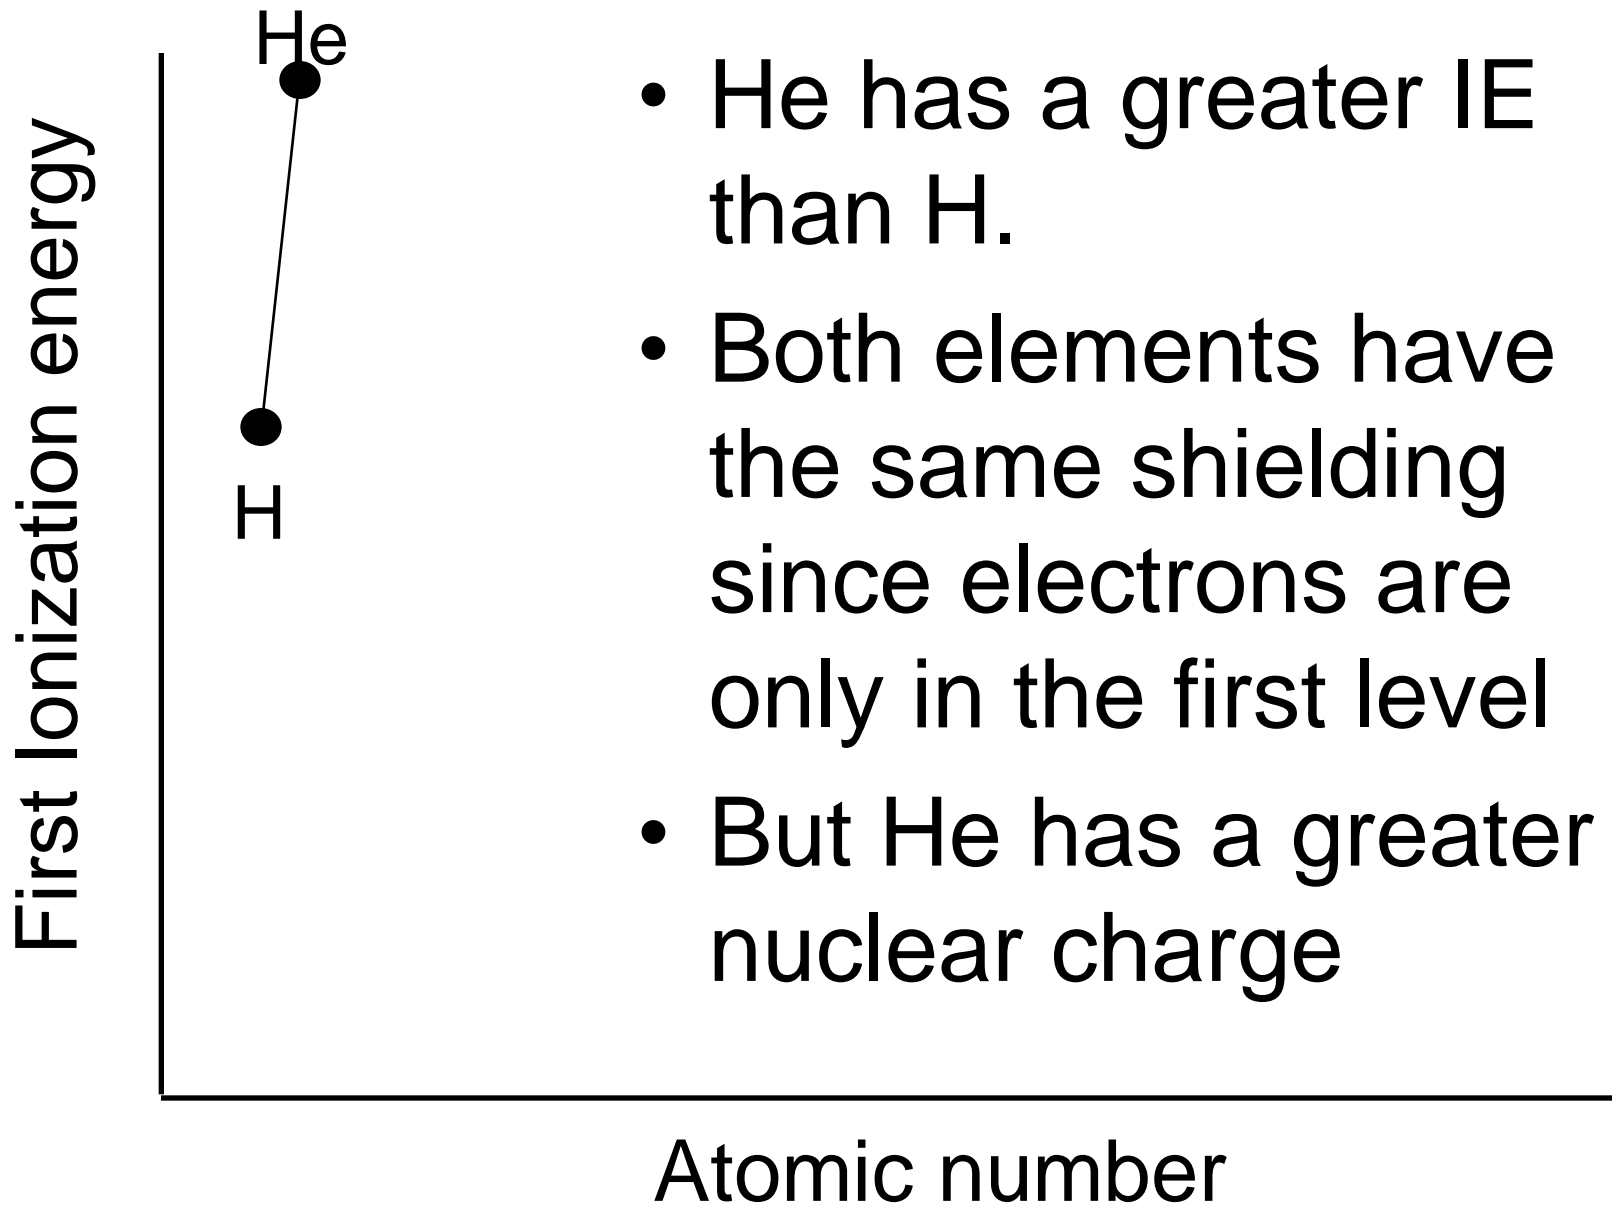 He
First Ionization energy
H
• He has a greater IE
than H.
• Both elements have
the same shielding
since electrons are
only in the first level
• But He has a greater
nuclear charge
Atomic number